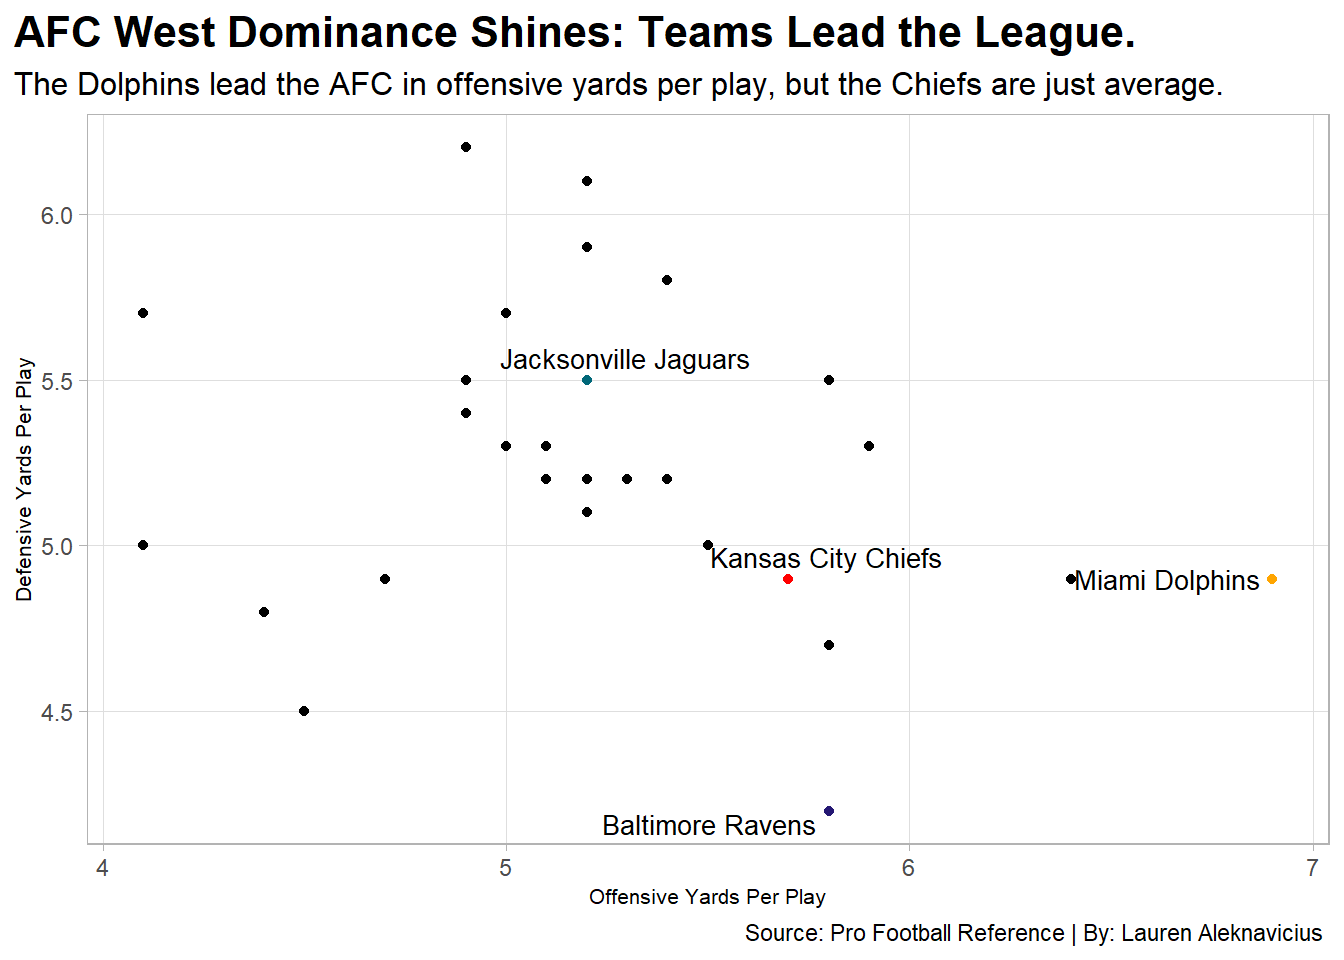 AFC West Dominance Shines: Teams Lead the League.
The Dolphins lead the AFC in offensive yards per play, but the Chiefs are just average.
Defensive Yards Per Play
6.0
5.5
5.0
4.5
Jacksonville Jaguars
Kansas City Chiefs
Miami Dolphins
Baltimore Ravens
4
5
6
7
Offensive Yards Per Play
Source: Pro Football Reference | By: Lauren Aleknavicius